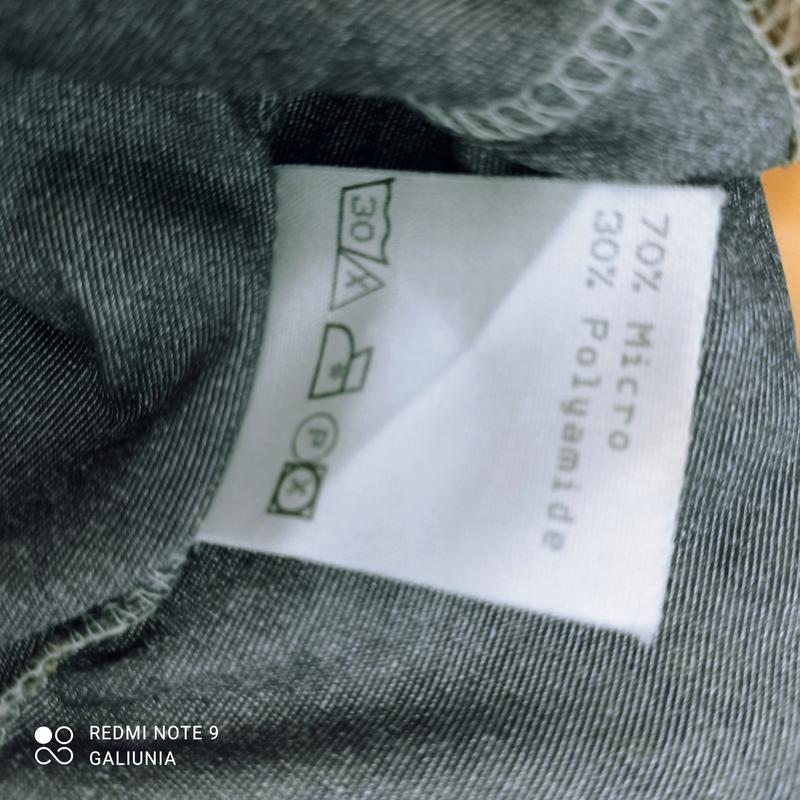 70% Micro
30% Polyamide
30
P
REDMI NOTE 9
GALIUNIA